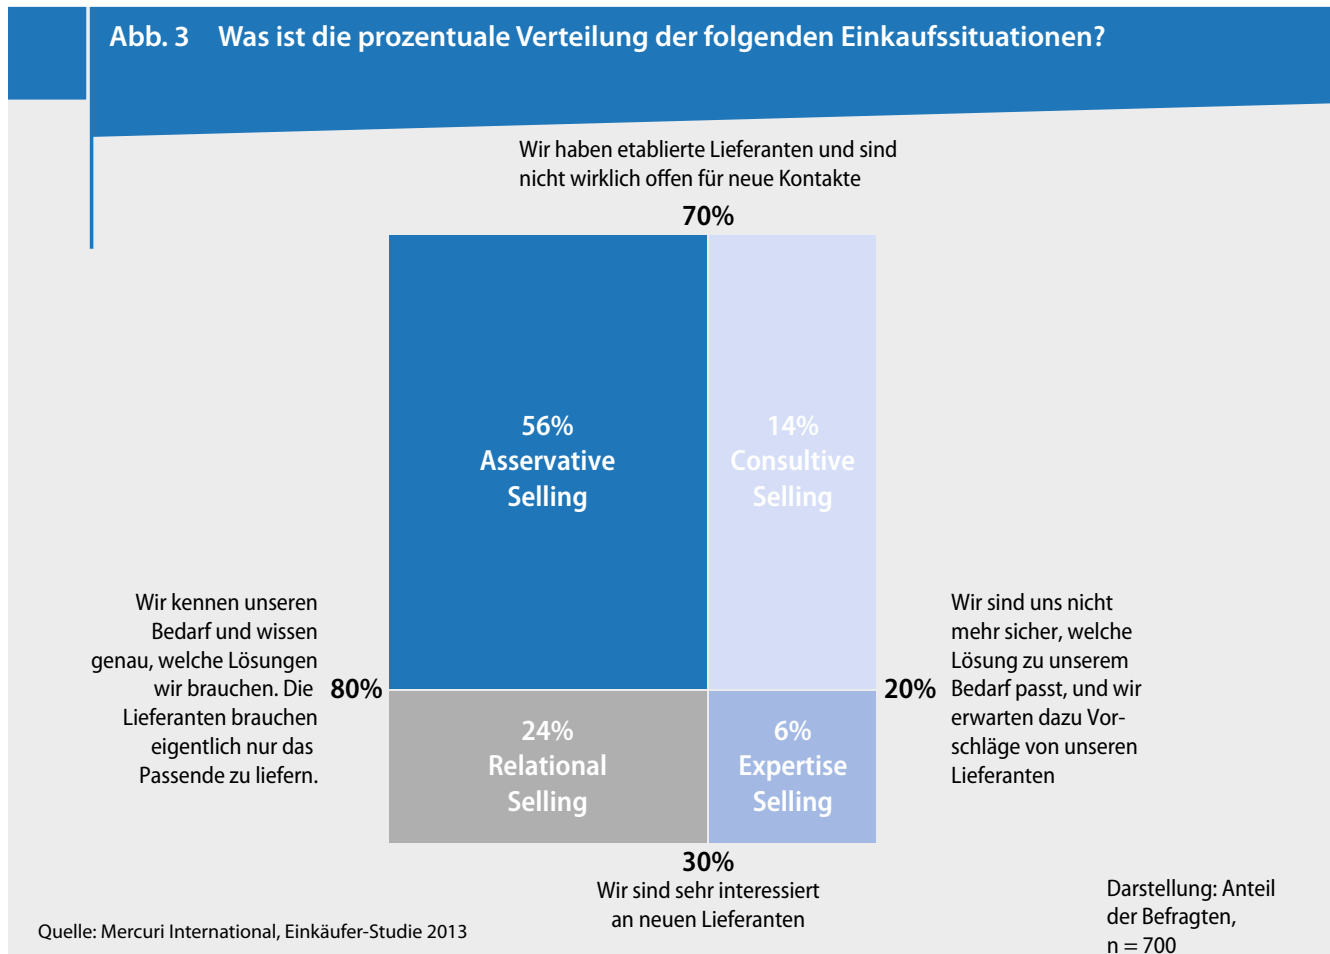 Abb. 3 Was ist die prozentuale Verteilung der folgenden Einkaufssituationen?
Wir haben etablierte Lieferanten und sind
nicht wirklich offen für neue Kontakte
70%
56%
Asservative
Selling
14%
Consultive
Selling
Wir kennen unseren
Bedarf und wissen
genau, welche Lösungen
wir brauchen. Die
Lieferanten brauchen
eigentlich nur das
Passende zu liefern.
80%
20%
Wir sind uns nicht
mehr sicher, welche
Lösung zu unserem
Bedarf passt, und wir
erwarten dazu Vor-
schläge von unseren
Lieferanten
24%
Relational
Selling
6%
Expertise
Selling
30%
Wir sind sehr interessiert
an neuen Lieferanten
Quelle: Mercuri International, Einkäufer-Studie 2013
Darstellung: Anteil
der Befragten,
n = 700